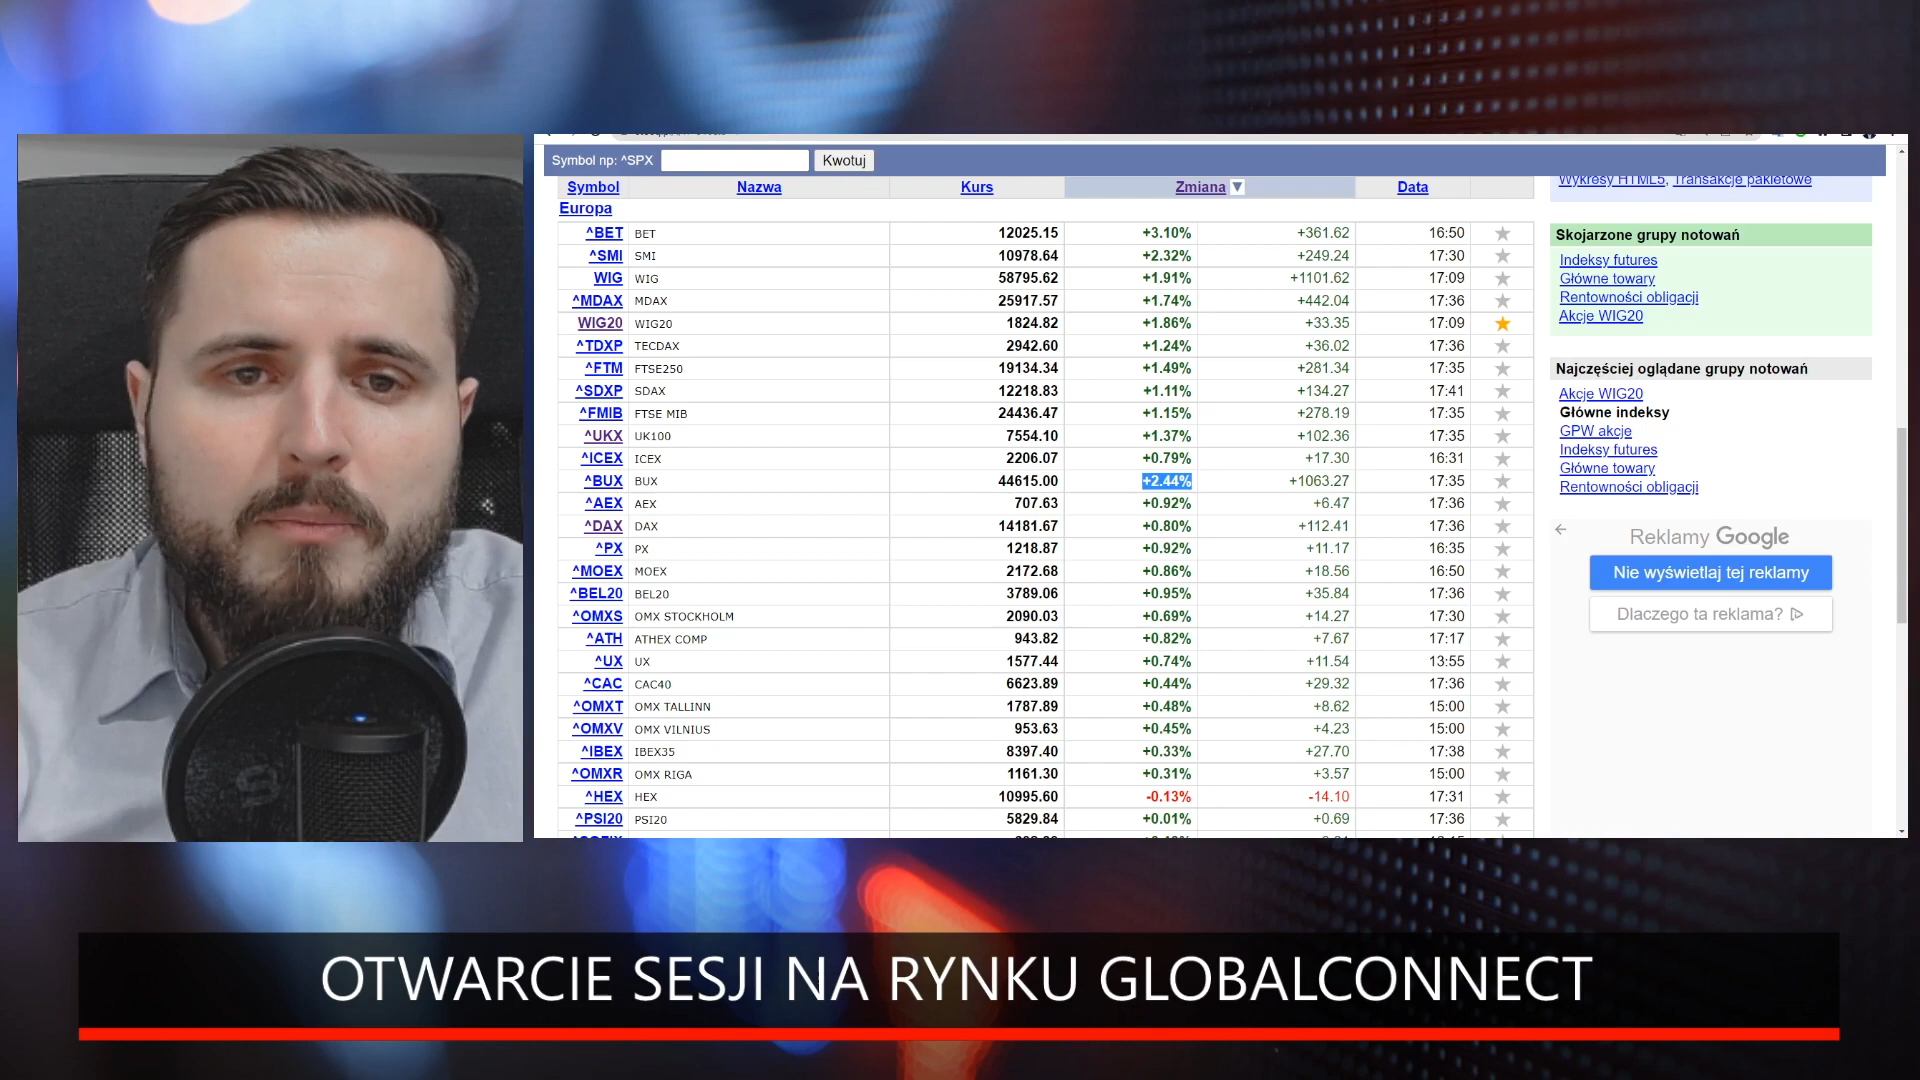 Symbol np: ^SPX Kwotuj
Symbol Nazwa Kurs Zmiana ▼ Data
Europa
^BET BET 12025.15 +3.10% +361.62 16:50
^SMI SMI 10978.64 +2.32% +249.24 17:30
WIG WIG 58795.62 +1.91% +1101.62 17:09
^MDAX MDAX 25917.57 +1.74% +442.04 17:36
WIG20 WIG20 1824.82 +1.86% +33.35 17:09
^TDXP TECDAX 2942.60 +1.24% +36.02 17:36
^FTM FTSE250 19134.34 +1.49% +281.34 17:35
^SDXP SDAX 12218.83 +1.11% +134.27 17:41
^FMIB FTSE MIB 24436.47 +1.15% +278.19 17:35
^UKX UK100 7554.10 +1.37% +102.36 17:35
^ICEX ICEX 2206.07 +0.79% +17.30 16:31
^BUX BUX 44615.00 +2.44% +1063.27 17:35
^AEX AEX 707.63 +0.92% +6.47 17:36
^DAX DAX 14181.67 +0.80% +112.41 17:36
^PX PX 1218.87 +0.92% +11.17 16:35
^MOEX MOEX 2172.68 +0.86% +18.56 16:50
^BEL20 BEL20 3789.06 +0.95% +35.84 17:36
^OMXS OMX STOCKHOLM 2090.03 +0.69% +14.27 17:30
^ATH ATHEX COMP 943.82 +0.82% +7.67 17:17
^UX UX 1577.44 +0.74% +11.54 13:55
^CAC CAC40 6623.89 +0.44% +29.32 17:36
^OMXT OMX TALLINN 1787.89 +0.48% +8.62 15:00
^OMXV OMX VILNIUS 953.63 +0.45% +4.23 15:00
^IBEX IBEX35 8397.40 +0.33% +27.70 17:38
^OMXR OMX RIGA 1161.30 +0.31% +3.57 15:00
^HEX HEX 10995.60 -0.13% -14.10 17:31
^PSI20 PSI20 5829.84 +0.01% +0.69 17:36
Wykresy HTML5, Transakcje pakietowe
Skojarzone grupy notowań
Indeksy futures
Główne towary
Rentowności obligacji
Akcje WIG20
Najczęściej oglądane grupy notowań
Akcje WIG20
Główne indeksy
GPW akcje
Indeksy futures
Główne towary
Rentowności obligacji
Reklamy Google
Nie wyświetlaj tej reklamy
Dlaczego ta reklama?
OTWARCIE SESJI NA RYNKU GLOBALCONNECT